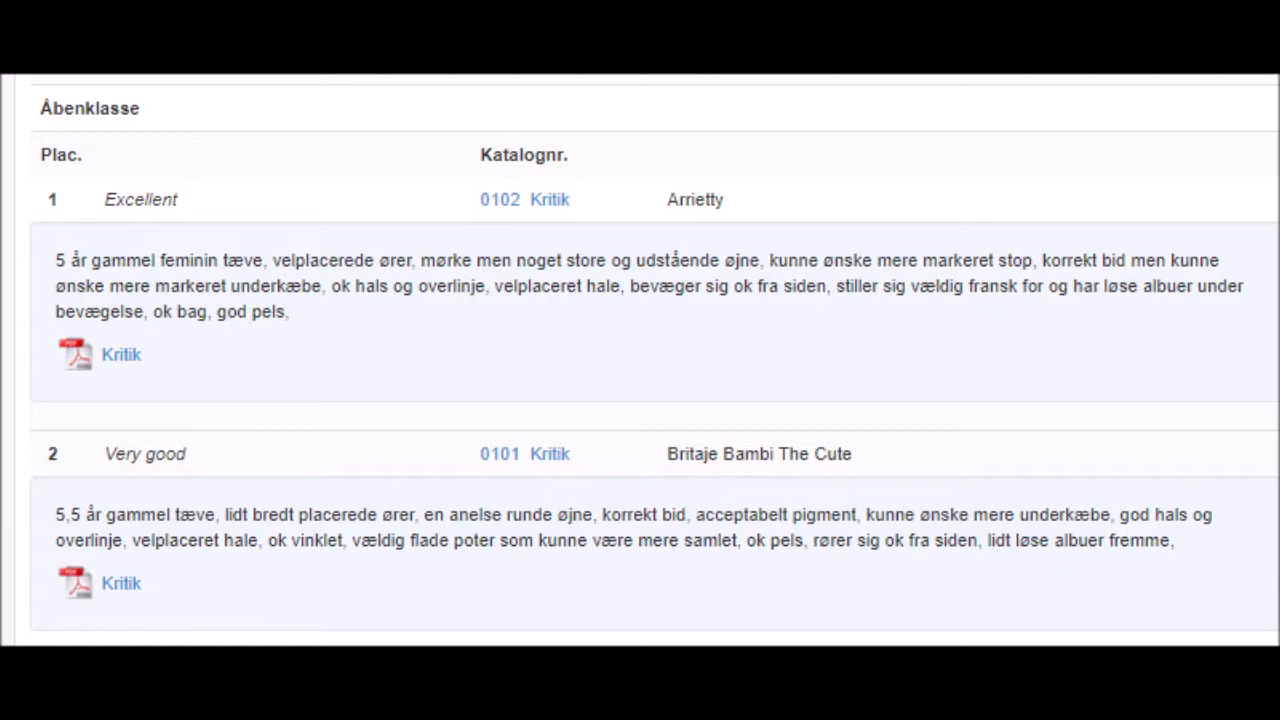 Åbenklasse
Plac. Katalognr.
1 Excellent 0102 Kritik Arrietty
5 år gammel feminin tæve, velplacerede ører, mørke men noget store og udstående øjne, kunne ønske mere markeret stop, korrekt bid men kunne
ønske mere markeret underkæbe, ok hals og overlinje, velplaceret hale, bevæger sig ok fra siden, stiller sig vældig fransk for og har løse albuer under
bevægelse, ok bag, god pels,
PDF Kritik
2 Very good 0101 Kritik Britaje Bambi The Cute
5,5 år gammel tæve, lidt bredt placerede ører, en anelse runde øjne, korrekt bid, acceptabelt pigment, kunne ønske mere underkæbe, god hals og
overlinje, velplaceret hale, ok vinklet, vældig flade poter som kunne være mere samlet, ok pels, rører sig ok fra siden, lidt løse albuer fremme,
PDF Kritik